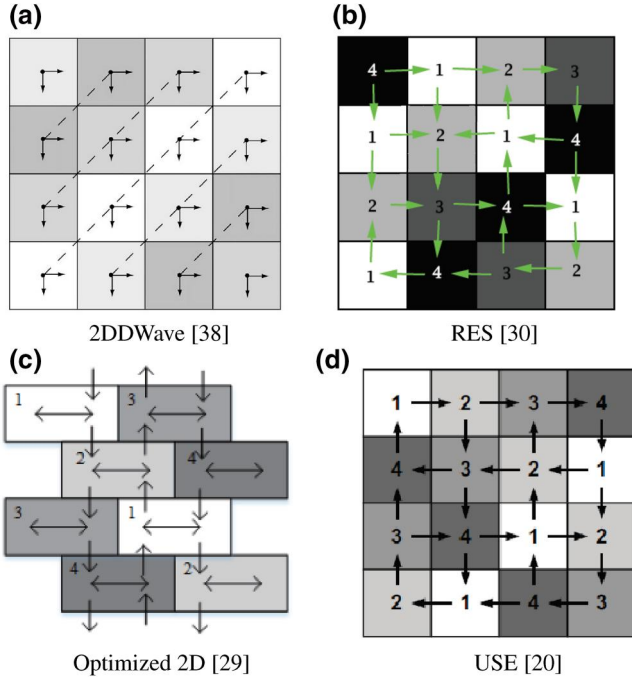 (a)
2DDWave [38]
(b)
4 1 2 3
1 2 1 4
2 3 4 1
1 4 3 2
RES [30]
(c)
1 3
2 4
3 1
4 2
Optimized 2D [29]
(d)
1 2 3 4
4 3 2 1
3 4 1 2
2 1 4 3
USE [20]